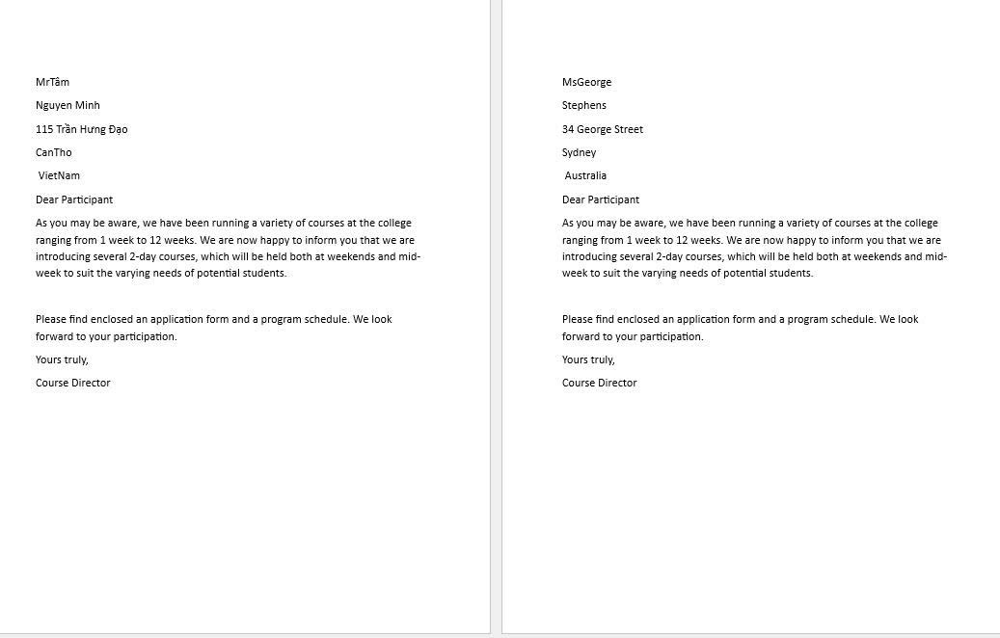 MrTâm
Nguyen Minh
115 Trần Hưng Đạo
CanTho
VietNam
Dear Participant
As you may be aware, we have been running a variety of courses at the college
ranging from 1 week to 12 weeks. We are now happy to inform you that we are
introducing several 2-day courses, which will be held both at weekends and mid-
week to suit the varying needs of potential students.
Please find enclosed an application form and a program schedule. We look
forward to your participation.
Yours truly,
Course Director
MsGeorge
Stephens
34 George Street
Sydney
Australia
Dear Participant
As you may be aware, we have been running a variety of courses at the college
ranging from 1 week to 12 weeks. We are now happy to inform you that we are
introducing several 2-day courses, which will be held both at weekends and mid-
week to suit the varying needs of potential students.
Please find enclosed an application form and a program schedule. We look
forward to your participation.
Yours truly,
Course Director